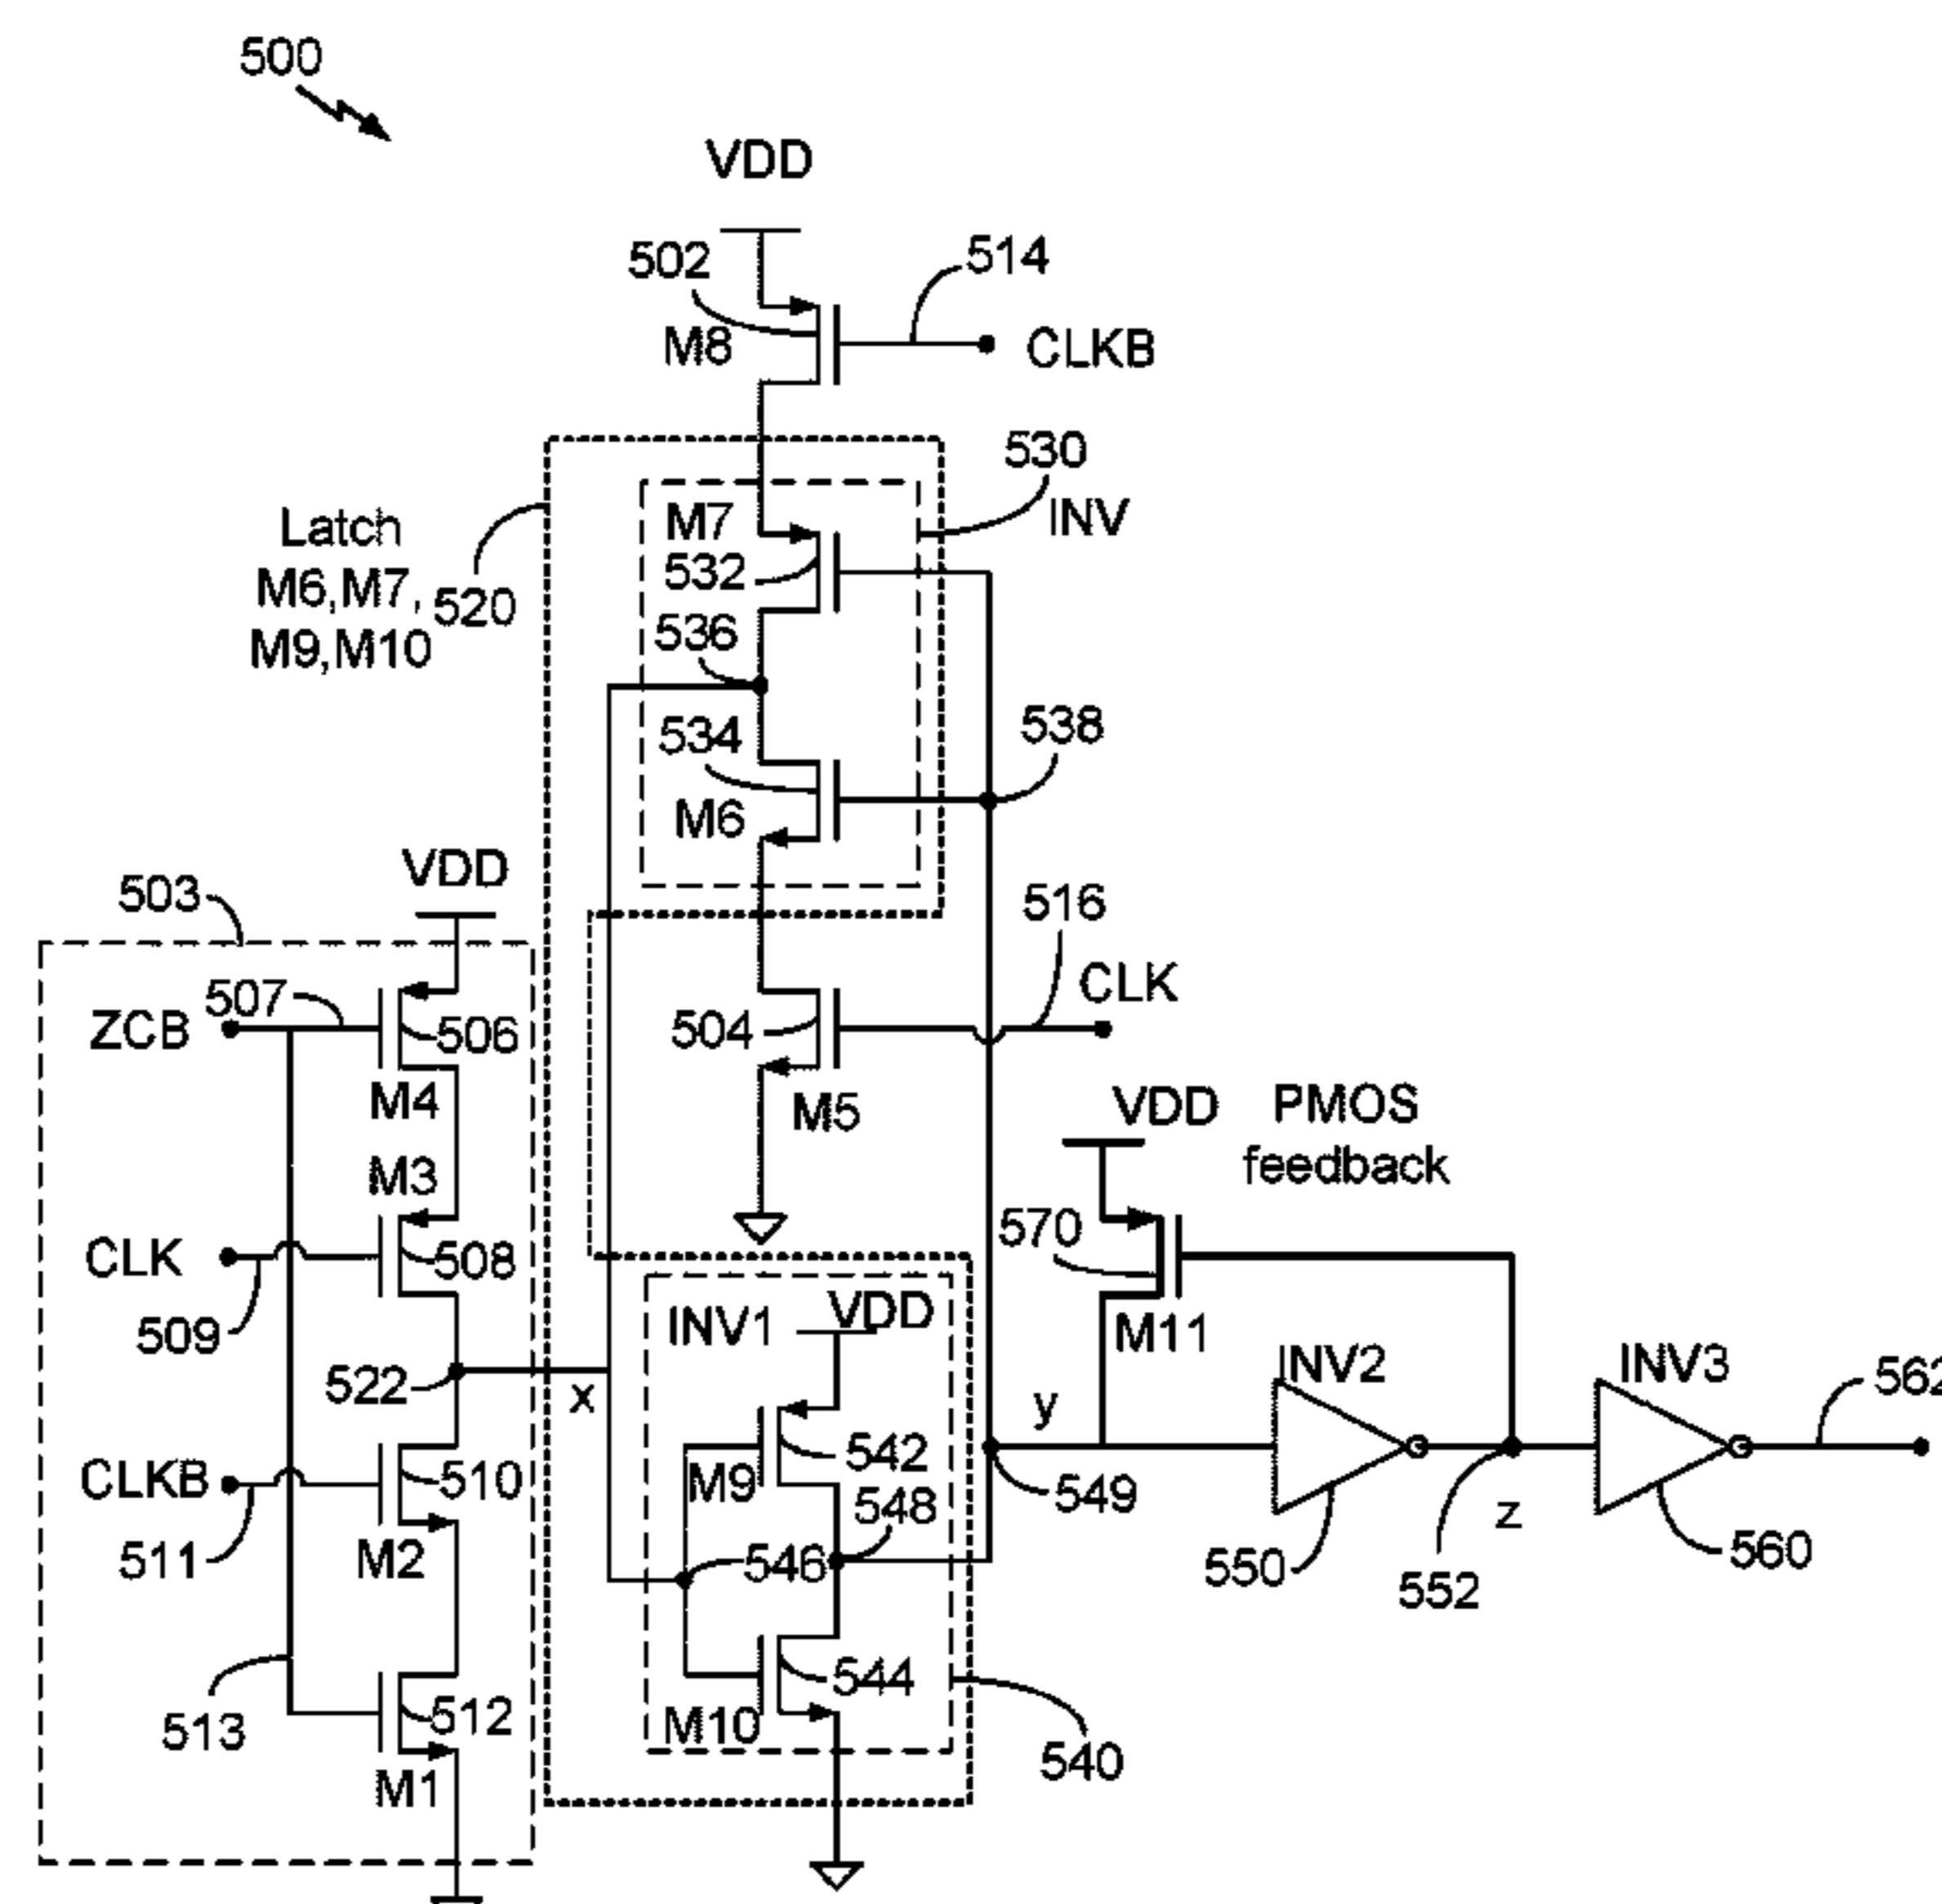 500
VDD
502
514
M8
CLKB
530
INV
Latch
M6,M7,
M9,M10
520
M7
532
536
534
538
M6
503
VDD
516
CLK
ZCB
507
506
504
M4
M5
VDD
PMOS
feedback
M3
CLK
508
509
570
M11
INV1
VDD
522
x
y
INV2
INV3
562
CLKB
510
511
M2
M9
542
548
549
546
z
550
552
560
513
512
M1
M10
544
540